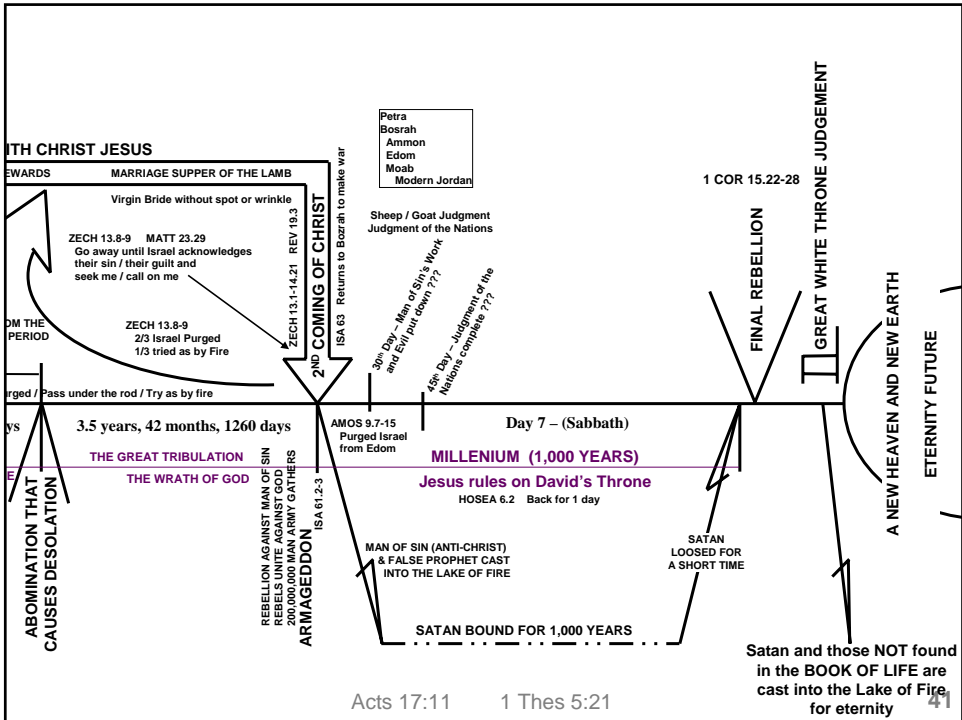 Petra
Bosrah
Ammon
Edom
Moab
Modern Jordan
ITH CHRIST JESUS
EWARDS
MARRIAGE SUPPER OF THE LAMB
Virgin Bride without spot or wrinkle
ZECH 13.8-9 MATT 23.29
Go away until Israel acknowledges
their sin / their guilt and
seek me / call on me
ZECH 13.1-14.21 REV 19.3
2ND COMING OF CHRIST
ISA 63 Returns to Bozrah to make war
Sheep / Goat Judgment
Judgment of the Nations
30th Day – Man of Sin's Work
and Evil put down ???
45th Day – Judgment of the
Nations complete ???
1 COR 15.22-28
FINAL REBELLION
GREAT WHITE THRONE JUDGEMENT
A NEW HEAVEN AND NEW EARTH
ETERNITY FUTURE
OM THE
PERIOD
ZECH 13.8-9
2/3 Israel Purged
1/3 tried as by Fire
urged / Pass under the rod / Try as by fire
ys
3.5 years, 42 months, 1260 days
AMOS 9.7-15
Purged Israel
from Edom
Day 7 – (Sabbath)
THE GREAT TRIBULATION
MILLENIUM (1,000 YEARS)
E
THE WRATH OF GOD
Jesus rules on David's Throne
HOSEA 6.2 Back for 1 day
ABOMINATION THAT
CAUSES DESOLATION
REBELLION AGAINST MAN OF SIN
REBELS UNITE AGAINST GOD
200,000,000 MAN ARMY GATHERS
ARMAGEDDON
ISA 61.2-3
MAN OF SIN (ANTI-CHRIST)
& FALSE PROPHET CAST
INTO THE LAKE OF FIRE
SATAN
LOOSED FOR
A SHORT TIME
SATAN BOUND FOR 1,000 YEARS
Satan and those NOT found
in the BOOK OF LIFE are
cast into the Lake of Fire
for eternity
Acts 17:11 1 Thes 5:21
41